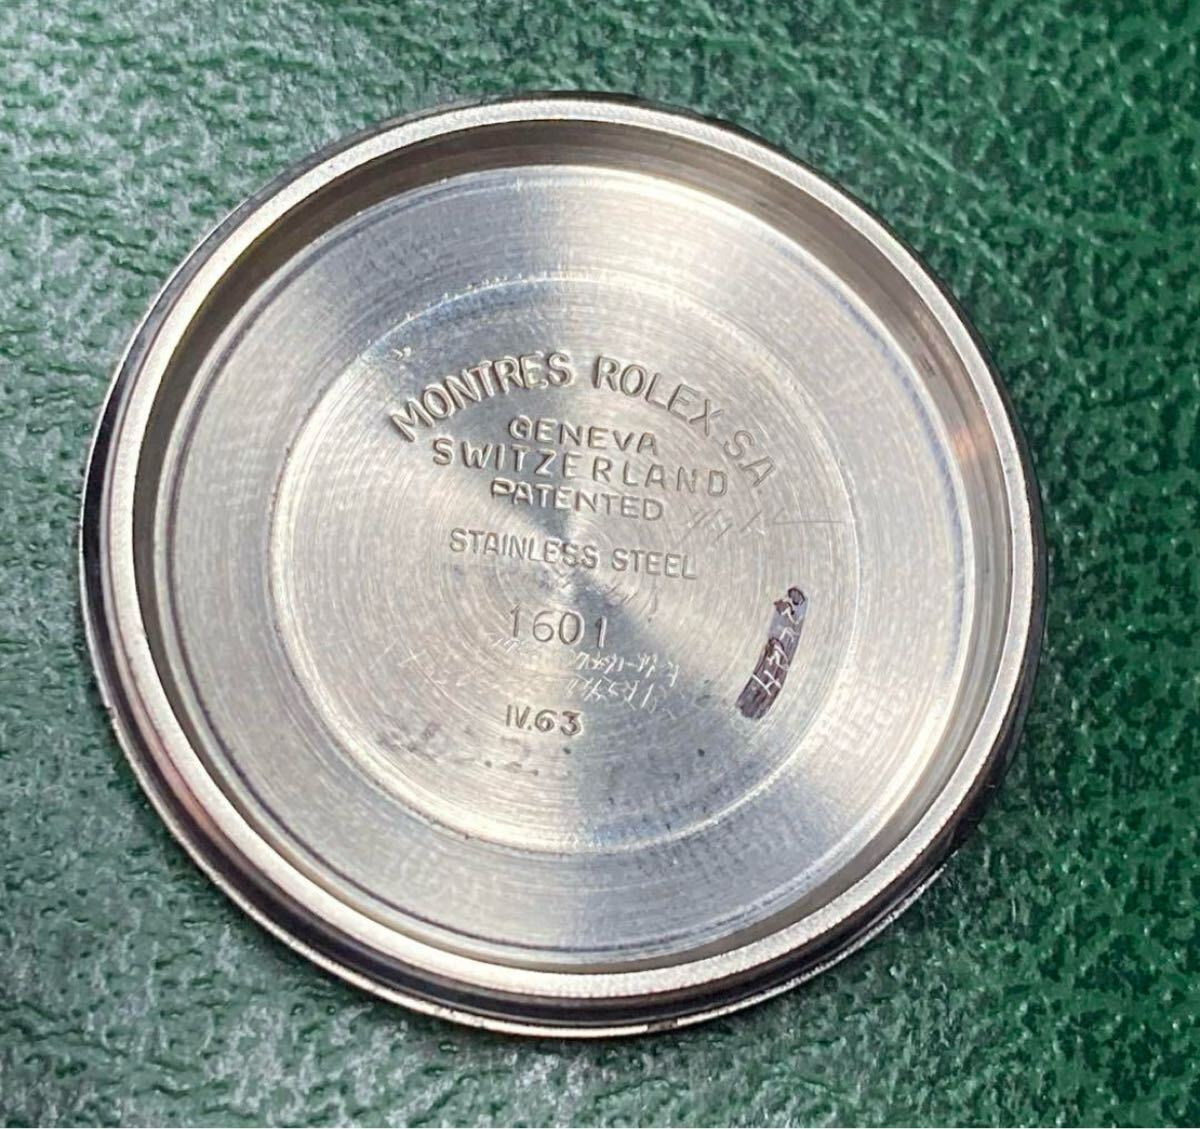 MONTRES ROLEX SA
GENEVA
SWITZERLAND
PATENTED
STAINLESS STEEL
1601
IV.63